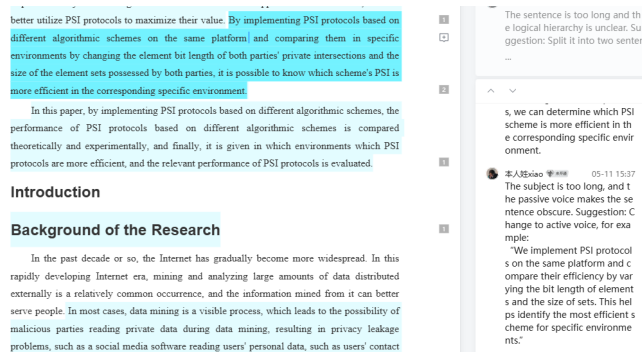 better utilize PSI protocols to maximize their value. By implementing PSI protocols based on
different algorithmic schemes on the same platform and comparing them in specific
environments by changing the element bit length of both parties' private intersections and the
size of the element sets possessed by both parties, it is possible to know which scheme's PSI is
more efficient in the corresponding specific environment.
In this paper, by implementing PSI protocols based on different algorithmic schemes, the
performance of PSI protocols based on different algorithmic schemes is compared
theoretically and experimentally, and finally, it is given in which environments which PSI
protocols are more efficient, and the relevant performance of PSI protocols is evaluated.
Introduction
Background of the Research
In the past decade or so, the Internet has gradually become more widespread. In this
rapidly developing Internet era, mining and analyzing large amounts of data distributed
externally is a relatively common occurrence, and the information mined from it can better
serve people. In most cases, data mining is a visible process, which leads to the possibility of
malicious parties reading private data during data mining, resulting in privacy leakage
problems, such as a social media software reading users' personal data, such as users' contact
1
2
1
1
The sentence is too long and th
e logical hierarchy is unclear. Su
ggestion: Split it into two senten
...
s, we can determine which PSI
scheme is more efficient in th
e corresponding specific envir
onment.
本人姓xiao 05-11 15:37
The subject is too long, and t
he passive voice makes the se
ntence obscure. Suggestion: C
hange to active voice, for exa
mple:
"We implement PSI protocol
s on the same platform and c
ompare their efficiency by var
ying the bit length of element
s and the size of sets. This hel
ps identify the most efficient s
cheme for specific environme
nts."